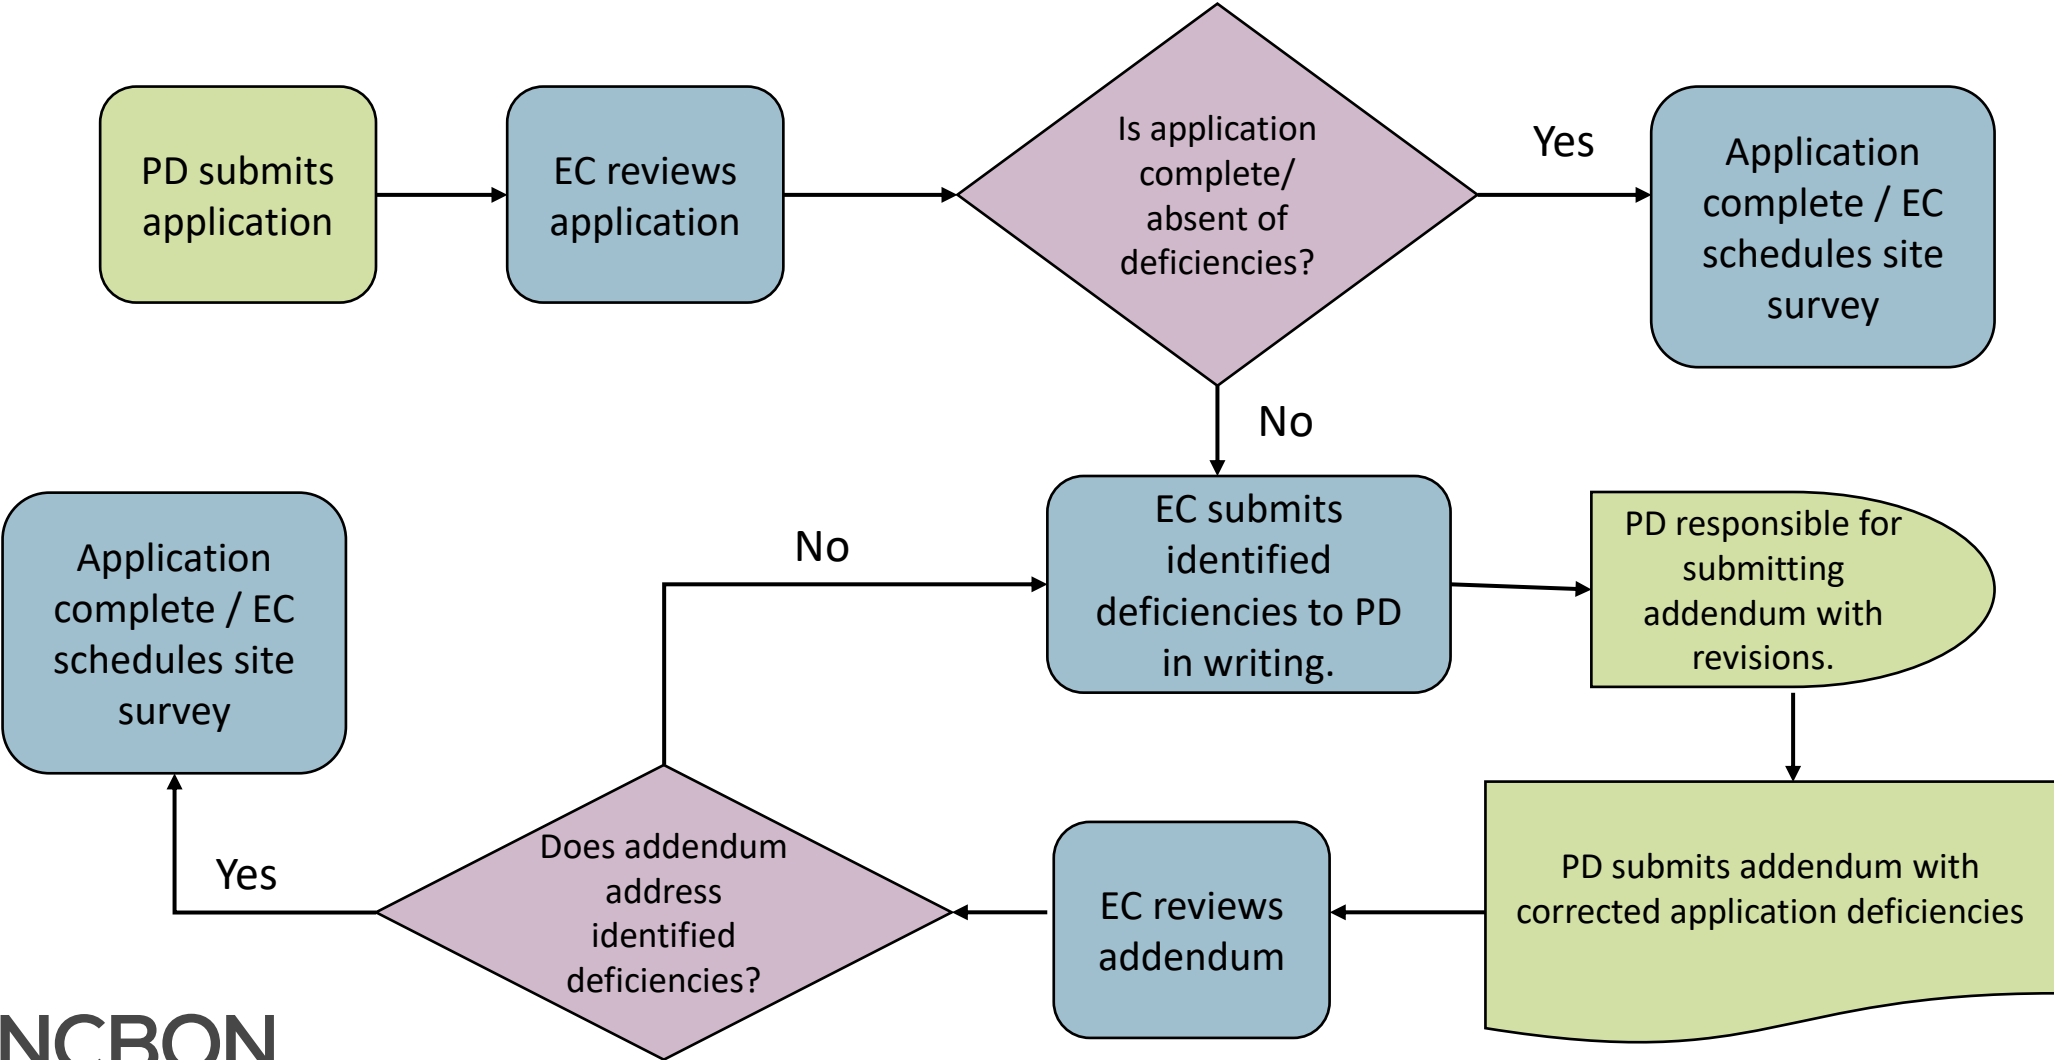 PD submits
application
EC reviews
application
Is application
complete/
absent of
deficiencies?
Yes
Application
complete / EC
schedules site
survey
No
EC submits
identified
deficiencies to PD
in writing.
PD responsible for
submitting
addendum with
revisions.
PD submits addendum with
corrected application deficiencies
EC reviews
addendum
Does addendum
address
identified
deficiencies?
No
Yes
Application
complete / EC
schedules site
survey
NCBON